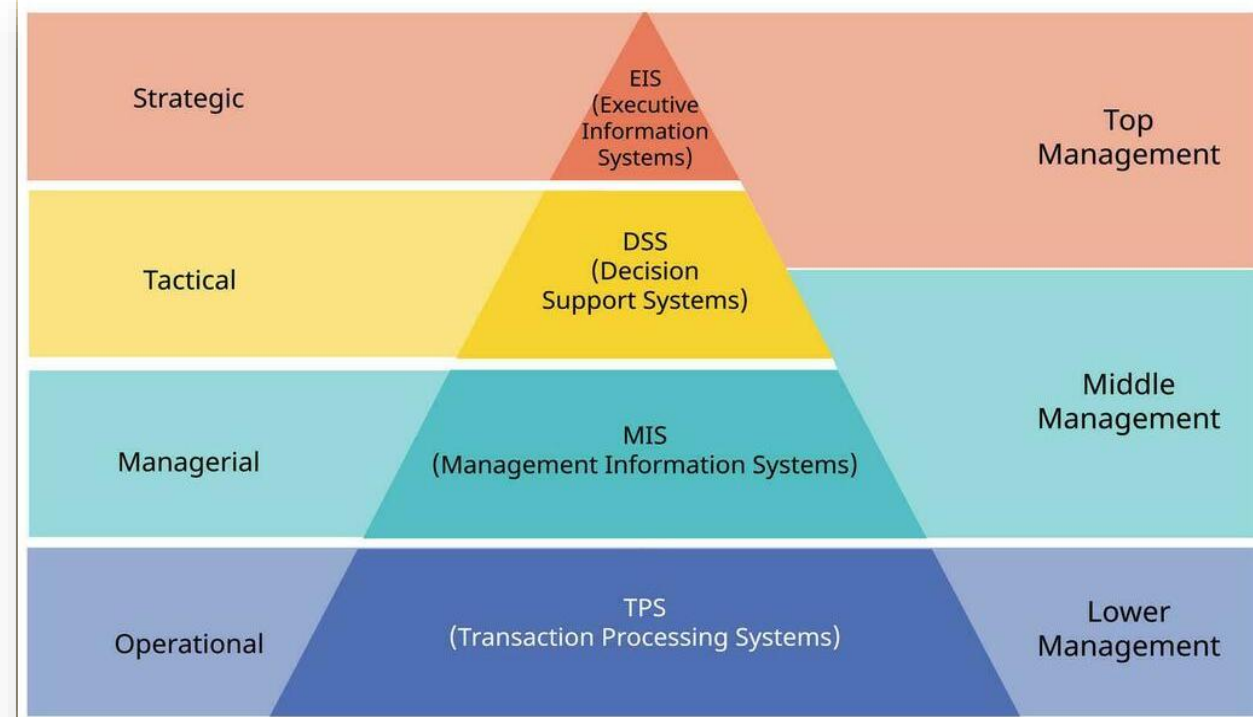 Strategic
EIS
(Executive
Information
Systems)
Top
Management
Tactical
DSS
(Decision
Support Systems)
Managerial
MIS
(Management Information Systems)
Middle
Management
Operational
TPS
(Transaction Processing Systems)
Lower
Management